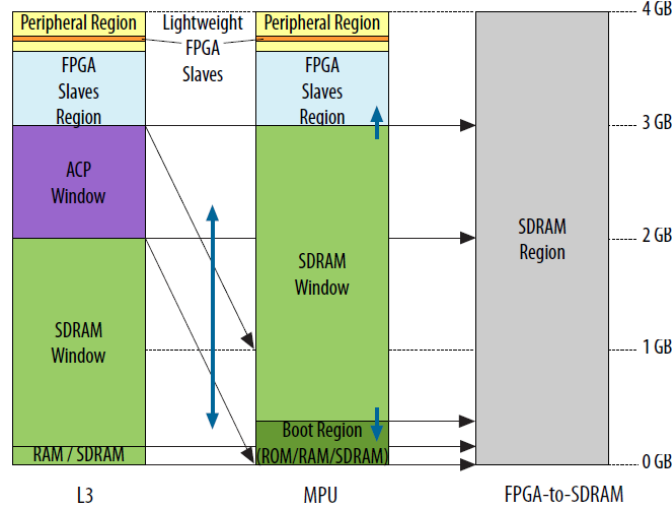 Peripheral Region
Lightweight
FPGA
Slaves
Peripheral Region
FPGA
Slaves
Region
FPGA
Slaves
Region
ACP
Window
SDRAM
Window
SDRAM
Window
RAM / SDRAM
Boot Region
(ROM/RAM/SDRAM)
SDRAM
Region
4 GB
3 GB
2 GB
1 GB
0 GB
L3
MPU
FPGA-to-SDRAM